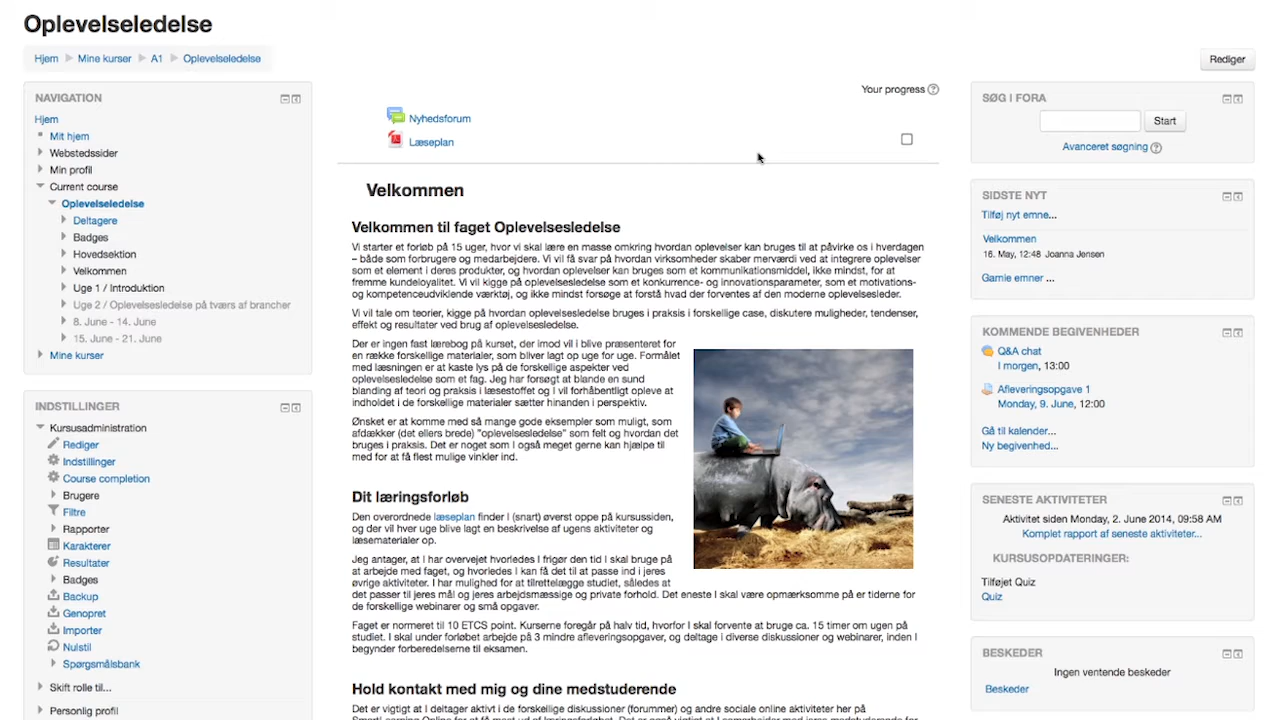 Oplevelseledelse
Hjem Mine kurser A1 Oplevelseledelse
Rediger
NAVIGATION
Hjem
Mit hjem
Webstedssider
Min profil
Current course
Oplevelseledelse
Deltagere
Badges
Hovedsektion
Velkommen
Uge 1 / Introduktion
Uge 2 / Oplevelsesledelse på tværs af brancher
8. June - 14. June
15. June - 21. June
Mine kurser
INDSTILLINGER
Kursusadministration
Rediger
Indstillinger
Course completion
Brugere
Filtre
Rapporter
Karakterer
Resultater
Badges
Backup
Genopret
Importer
Nulstil
Spørgsmålsbank
Skift rolle til...
Personlig profil
Your progress
Nyhedsforum
Læseplan
Velkommen
Velkommen til faget Oplevelsesledelse
Vi starter et forløb på 15 uger, hvor vi skal lære en masse omkring hvordan oplevelser kan bruges til at påvirke os i hverdagen
– både som forbrugere og medarbejdere. Vi vil få svar på hvordan virksomheder skaber merværdi ved at integrere oplevelser
som et element i deres produkter, og hvordan oplevelser kan bruges som et kommunikationsmiddel, ikke mindst, for at
fremme kundeloyalitet. Vi vil kigge på oplevelsesledelse som et konkurrence- og innovationsparameter, som et motivations-
og kompetenceudviklende værktøj, og ikke mindst forsøge at forstå hvad der forventes af den moderne oplevelsesleder.
Vi vil tale om teorier, kigge på hvordan oplevelsesledelse bruges i praksis i forskellige case, diskutere muligheder, tendenser,
effekt og resultater ved brug af oplevelsesledelse.
Der er ingen fast lærebog på kurset, der imod vil i blive præsenteret for
en række forskellige materialer, som bliver lagt op uge for uge. Formålet
med læsningen er at kaste lys på de forskellige aspekter ved
oplevelsesledelse som et fag. Jeg har forsøgt at blande en sund
blanding af teori og praksis i læsestoffet og I vil forhåbentligt opleve at
indholdet i de forskellige materialer sætter hinanden i perspektiv.
Ønsket er at komme med så mange gode eksempler som muligt, som
afdækker (det ellers brede) "oplevelsesledelse" som felt og hvordan det
bruges i praksis. Det er noget som I også meget gerne kan hjælpe til
med for at få flest mulige vinkler ind.
Dit læringsforløb
Den overordnede læseplan finder I (snart) øverst oppe på kursussiden,
og der vil hver uge blive lagt en beskrivelse af ugens aktiviteter og
læsematerialer op.
Jeg antager, at I har overvejet hvorledes I frigør den tid I skal bruge på
at arbejde med faget, og hvorledes I kan få det til at passe ind i jeres
øvrige aktiviteter. I har mulighed for at tilrettelægge studiet, således at
det passer til jeres mål og jeres arbejdsmæssige og private forhold. Det eneste I skal være opmærksomme på er tiderne for
de forskellige webinarer og små opgaver.
Faget er normeret til 10 ETCS point. Kurserne foregår på halv tid, hvorfor I skal forvente at bruge ca. 15 timer om ugen på
studiet. I skal under forløbet arbejde på 3 mindre afleveringsopgaver, og deltage i diverse diskussioner og webinarer, inden I
begynder forberedelserne til eksamen.
Hold kontakt med mig og dine medstuderende
Det er vigtigt at I deltager aktivt i de forskellige diskussioner (forummer) og andre sociale online aktiviteter her på
SØG I FORA
Start
Avanceret søgning
SIDSTE NYT
Tilføj nyt emne...
Velkommen
16. May, 12:48 Joanna Jensen
Gamle emner ...
KOMMENDE BEGIVENHEDER
Q&A chat
I morgen, 13:00
Afleveringsopgave 1
Monday, 9. June, 12:00
Gå til kalender...
Ny begivenhed...
SENESTE AKTIVITETER
Aktivitet siden Monday, 2. June 2014, 09:58 AM
Komplet rapport af seneste aktiviteter...
KURSUSOPDATERINGER:
Tilføjet Quiz
Quiz
BESKEDER
Ingen ventende beskeder
Beskeder